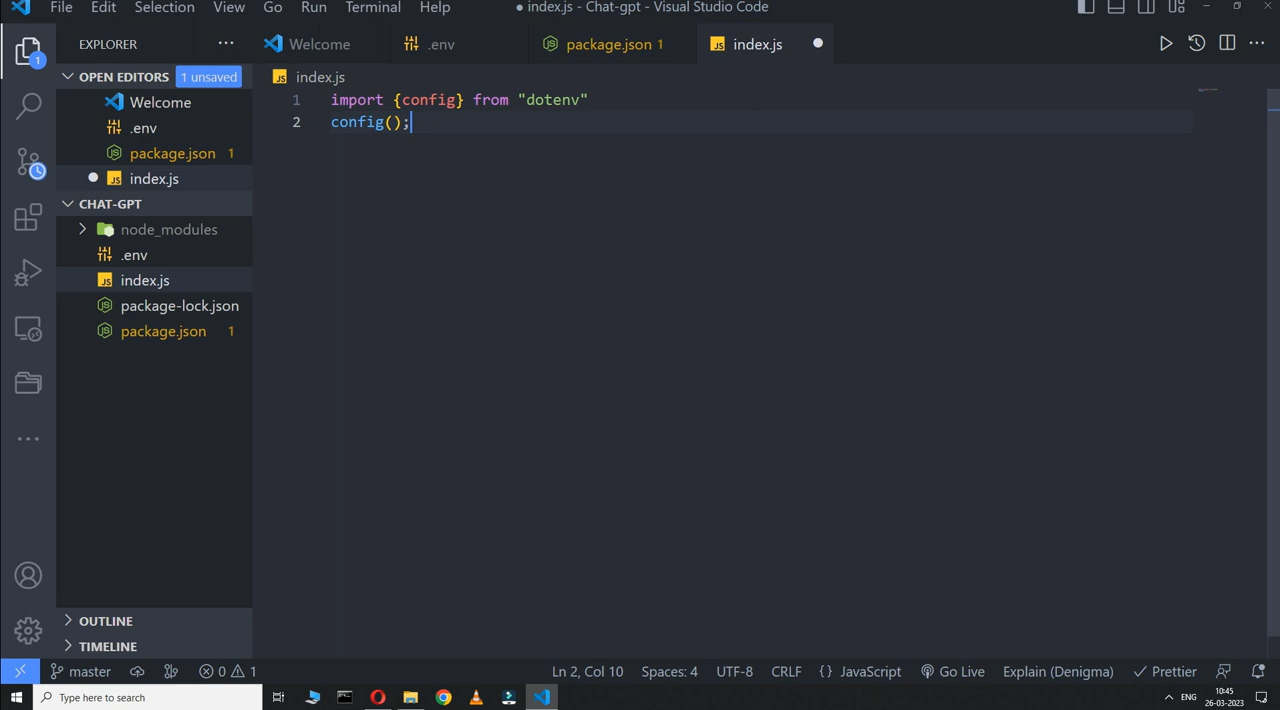 File Edit Selection View Go Run Terminal Help
● index.js - Chat-gpt - Visual Studio Code
EXPLORER
Welcome
.env
package.json 1
index.js
OPEN EDITORS
1 unsaved
Welcome
.env
package.json 1
index.js
CHAT-GPT
node_modules
.env
index.js
package-lock.json
package.json 1
OUTLINE
TIMELINE
1
JS index.js
1 import {config} from "dotenv"
2 config();
master
0
1
Ln 2, Col 10
Spaces: 4
UTF-8
CRLF
{ } JavaScript
Go Live
Explain (Denigma)
Prettier
Type here to search
ENG
10:45
26-03-2023